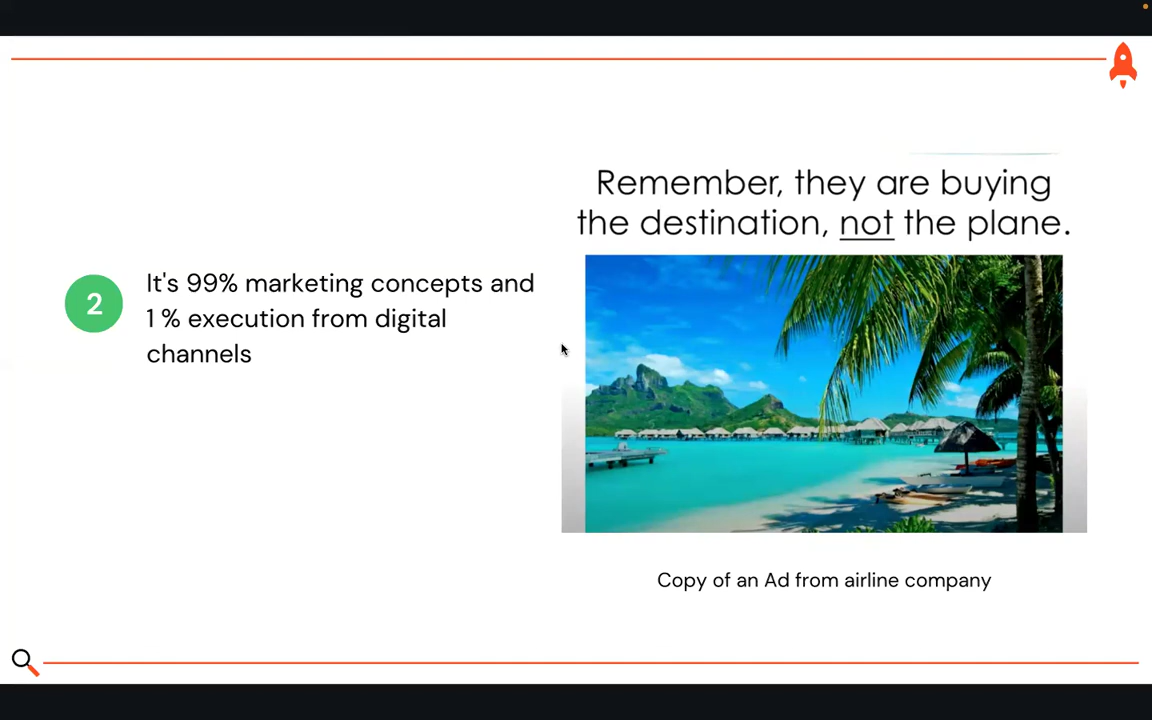 Remember, they are buying
the destination, not the plane.
2
It's 99% marketing concepts and
1 % execution from digital
channels
Copy of an Ad from airline company